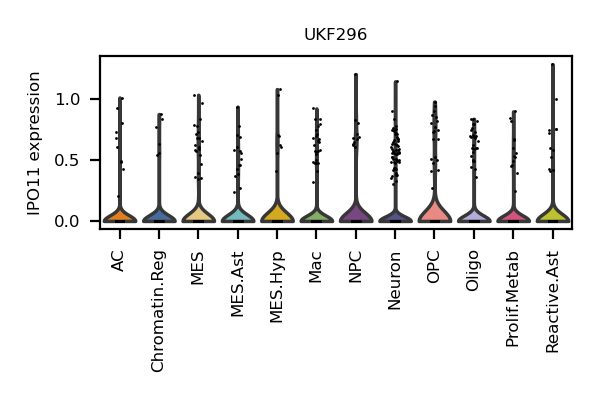 UKF296
IPO11 expression
1.0
0.5
0.0
AC
Chromatin.Reg
MES
MES.Ast
MES.Hyp
Mac
NPC
Neuron
OPC
Oligo
Prolif.Metab
Reactive.Ast